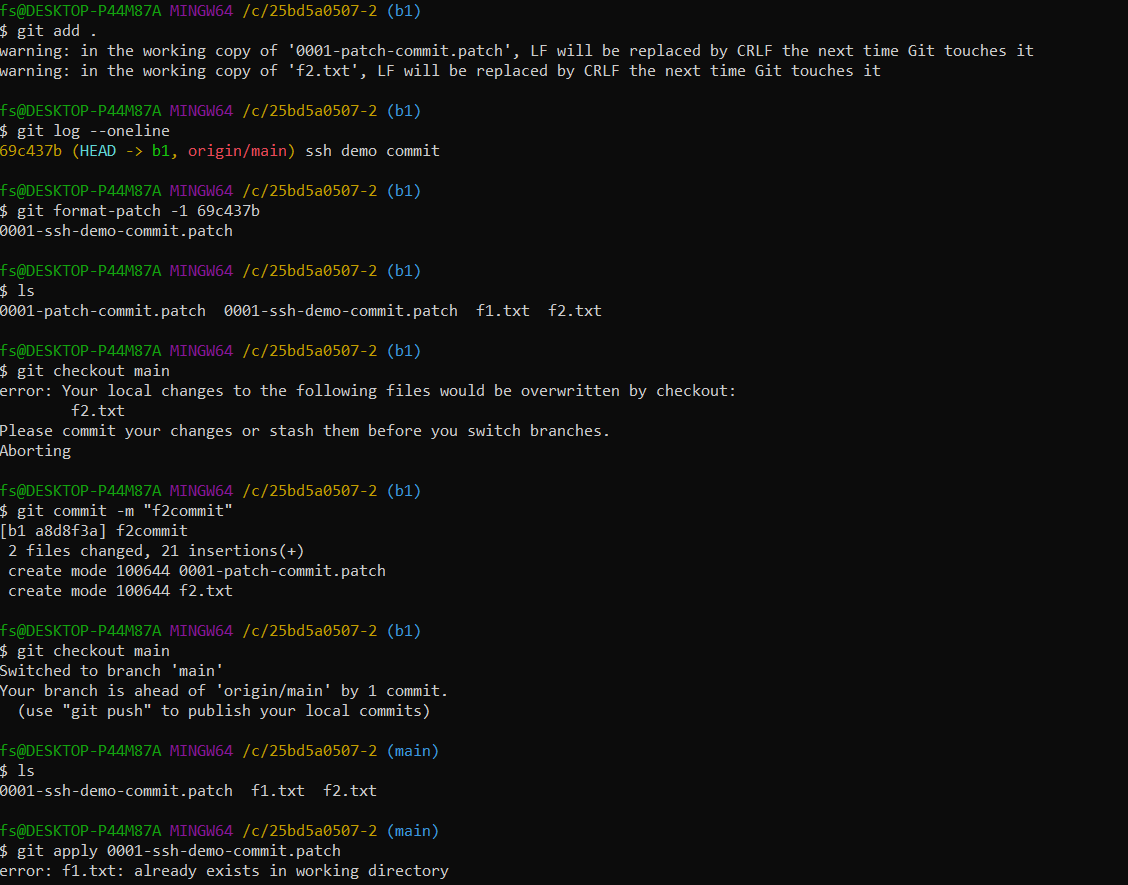 fs@DESKTOP-P44M87A MINGW64 /c/25bd5a0507-2 (b1)
$ git add .
warning: in the working copy of '0001-patch-commit.patch', LF will be replaced by CRLF the next time Git touches it
warning: in the working copy of 'f2.txt', LF will be replaced by CRLF the next time Git touches it
fs@DESKTOP-P44M87A MINGW64 /c/25bd5a0507-2 (b1)
$ git log --oneline
69c437b (HEAD -> b1, origin/main) ssh demo commit
fs@DESKTOP-P44M87A MINGW64 /c/25bd5a0507-2 (b1)
$ git format-patch -1 69c437b
0001-ssh-demo-commit.patch
fs@DESKTOP-P44M87A MINGW64 /c/25bd5a0507-2 (b1)
$ ls
0001-patch-commit.patch  0001-ssh-demo-commit.patch  f1.txt  f2.txt
fs@DESKTOP-P44M87A MINGW64 /c/25bd5a0507-2 (b1)
$ git checkout main
error: Your local changes to the following files would be overwritten by checkout:
        f2.txt
Please commit your changes or stash them before you switch branches.
Aborting
fs@DESKTOP-P44M87A MINGW64 /c/25bd5a0507-2 (b1)
$ git commit -m "f2commit"
[b1 a8d8f3a] f2commit
 2 files changed, 21 insertions(+)
 create mode 100644 0001-patch-commit.patch
 create mode 100644 f2.txt
fs@DESKTOP-P44M87A MINGW64 /c/25bd5a0507-2 (b1)
$ git checkout main
Switched to branch 'main'
Your branch is ahead of 'origin/main' by 1 commit.
  (use "git push" to publish your local commits)
fs@DESKTOP-P44M87A MINGW64 /c/25bd5a0507-2 (main)
$ ls
0001-ssh-demo-commit.patch  f1.txt  f2.txt
fs@DESKTOP-P44M87A MINGW64 /c/25bd5a0507-2 (main)
$ git apply 0001-ssh-demo-commit.patch
error: f1.txt: already exists in working directory